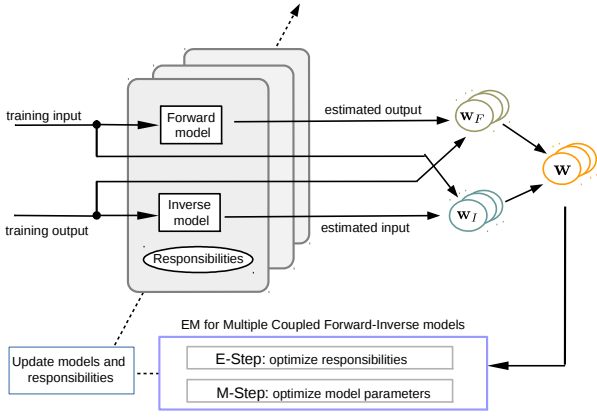 training input
Forward
model
estimated output
w_F
w
Inverse
model
training output
estimated input
w_I
Responsibilities
EM for Multiple Coupled Forward-Inverse models
Update models and
responsibilities
E-Step: optimize responsibilities
M-Step: optimize model parameters